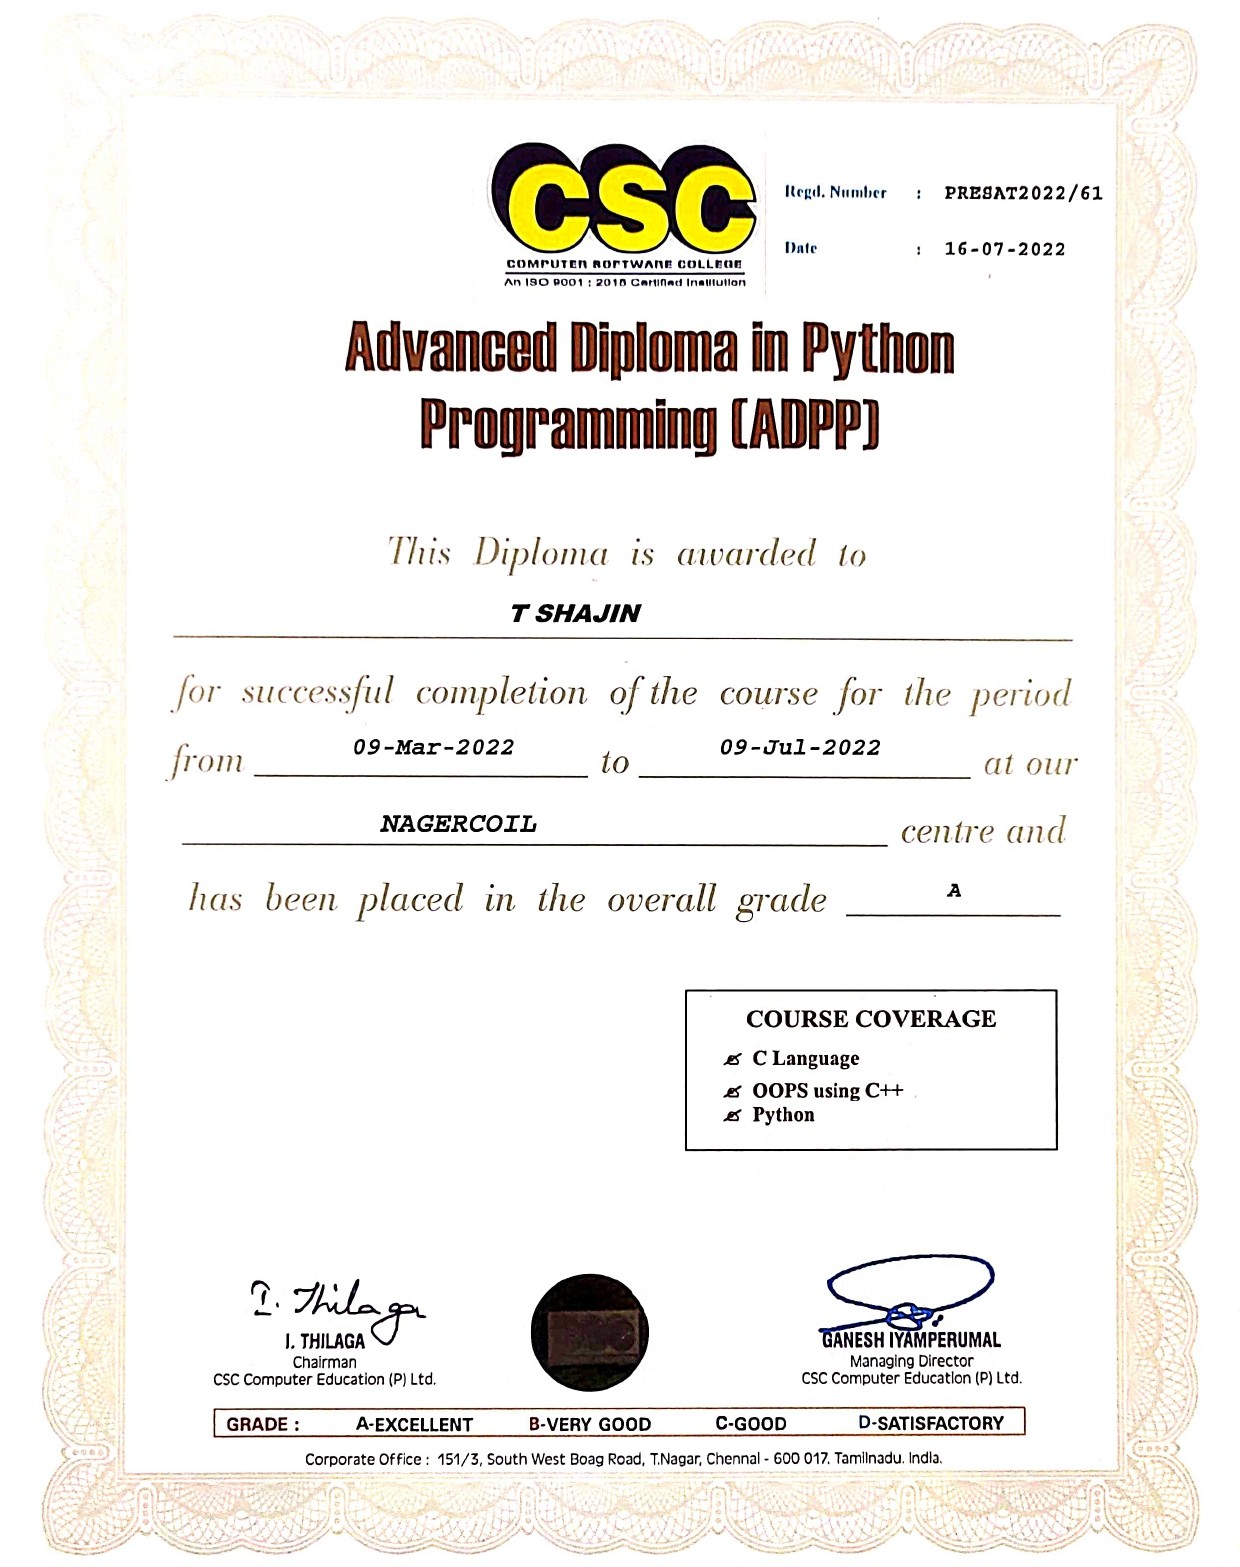 CSC
COMPUTER SOFTWARE COLLEGE
An ISO 9001 : 2015 Certified Institution
Regd. Number : PRESAT2022/61
Date : 16-07-2022
Advanced Diploma in Python
Programming (ADPP)
This Diploma is awarded to
T SHAJIN
for successful completion of the course for the period
from 09-Mar-2022 to 09-Jul-2022 at our
NAGERCOIL centre and
has been placed in the overall grade A
COURSE COVERAGE
C Language
OOPS using C++
Python
I. Thilaga
I. THILAGA
Chairman
CSC Computer Education (P) Ltd.
GANESH IYAMPERUMAL
Managing Director
CSC Computer Education (P) Ltd.
GRADE : A-EXCELLENT B-VERY GOOD C-GOOD D-SATISFACTORY
Corporate Office : 151/3, South West Boag Road, T.Nagar, Chennai - 600 017. Tamilnadu. India.